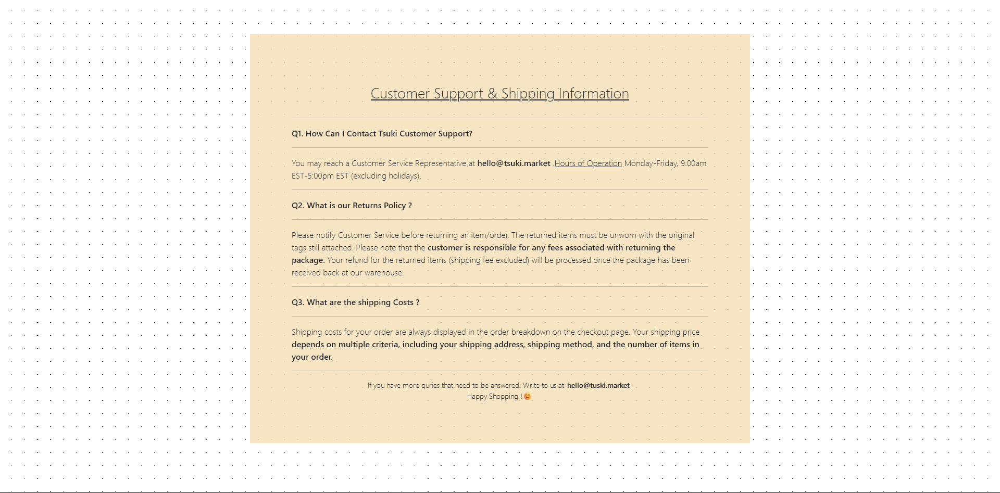 Customer Support & Shipping Information
Q1. How Can I Contact Tsuki Customer Support?
You may reach a Customer Service Representative at hello@tsuki.market .Hours of Operation Monday-Friday, 9:00am
EST-5:00pm EST (excluding holidays).
Q2. What is our Returns Policy ?
Please notify Customer Service before returning an item/order. The returned items must be unworn with the original
tags still attached. Please note that the customer is responsible for any fees associated with returning the
package. Your refund for the returned items (shipping fee excluded) will be processed once the package has been
received back at our warehouse.
Q3. What are the shipping Costs ?
Shipping costs for your order are always displayed in the order breakdown on the checkout page. Your shipping price
depends on multiple criteria, including your shipping address, shipping method, and the number of items in
your order.
If you have more quries that need to be answered. Write to us at-hello@tuski.market-
Happy Shopping ! 😊